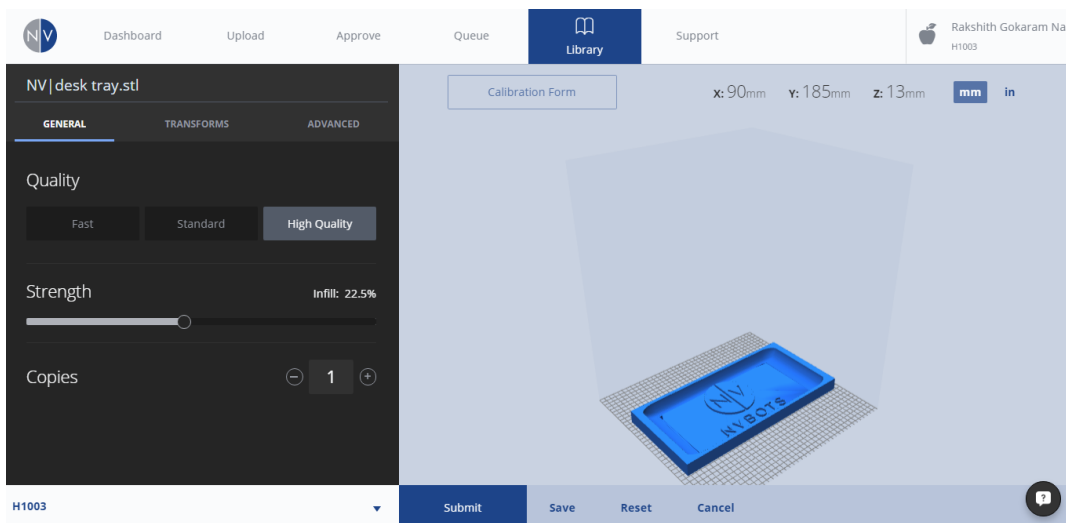 NV Dashboard Upload Approve Queue Library Support Rakshith Gokaram Na
H1003
NV|desk tray.stl
GENERAL TRANSFORMS ADVANCED
Quality
Fast Standard High Quality
Strength Infill: 22.5%
Copies 1
H1003
Calibration Form X: 90mm Y: 185mm Z: 13mm mm in
NV
NVBOTS
Submit Save Reset Cancel ?